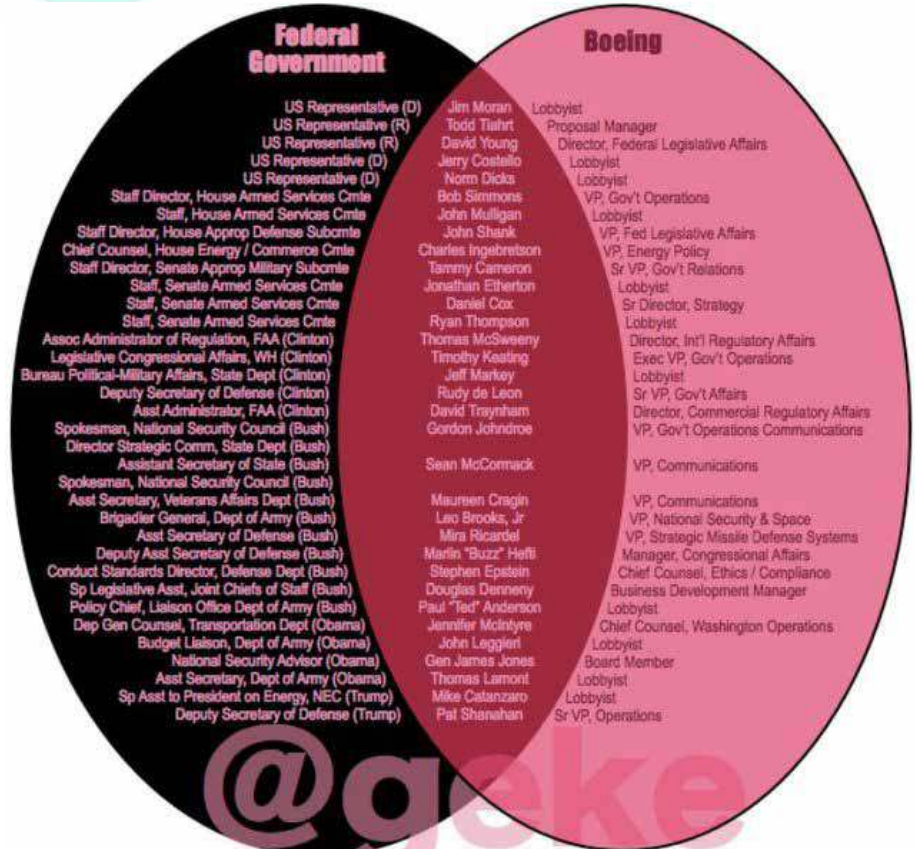 Federal Government
Boeing
US Representative (D) Jim Moran Lobbyist
US Representative (R) Todd Tiahrt Proposal Manager
US Representative (R) David Young Director, Federal Legislative Affairs
US Representative (D) Jerry Costello Lobbyist
US Representative (D) Norm Dicks Lobbyist
Staff Director, House Armed Services Cmte Bob Simmons VP, Gov't Operations
Staff, House Armed Services Cmte John Mulligan Lobbyist
Staff Director, House Approp Defense Subcmte John Shank VP, Fed Legislative Affairs
Chief Counsel, House Energy / Commerce Cmte Charles Ingebretson VP, Energy Policy
Staff Director, Senate Approp Military Subcmte Tammy Cameron Sr VP, Gov't Relations
Staff, Senate Armed Services Cmte Jonathan Etherton Lobbyist
Staff, Senate Armed Services Cmte Daniel Cox Sr Director, Strategy
Staff, Senate Armed Services Cmte Ryan Thompson Lobbyist
Assoc Administrator of Regulation, FAA (Clinton) Thomas McSweeny Director, Int'l Regulatory Affairs
Legislative Congressional Affairs, WH (Clinton) Timothy Keating Exec VP, Gov't Operations
Bureau Political-Military Affairs, State Dept (Clinton) Jeff Markey Lobbyist
Deputy Secretary of Defense (Clinton) Rudy de Leon Sr VP, Gov't Affairs
Asst Administrator, FAA (Clinton) David Traynham Director, Commercial Regulatory Affairs
Spokesman, National Security Council (Bush) Gordon Johndroe VP, Gov't Operations Communications
Director Strategic Comm, State Dept (Bush)
Assistant Secretary of State (Bush) Sean McCormack VP, Communications
Spokesman, National Security Council (Bush)
Asst Secretary, Veterans Affairs Dept (Bush) Maureen Cragin VP, Communications
Brigadier General, Dept of Army (Bush) Leo Brooks, Jr VP, National Security & Space
Asst Secretary of Defense (Bush) Mira Ricardel VP, Strategic Missile Defense Systems
Deputy Asst Secretary of Defense (Bush) Marlin "Buzz" Hefti Manager, Congressional Affairs
Conduct Standards Director, Defense Dept (Bush) Stephen Epstein Chief Counsel, Ethics / Compliance
Sp Legislative Asst, Joint Chiefs of Staff (Bush) Douglas Denneny Business Development Manager
Policy Chief, Liaison Office Dept of Army (Bush) Paul "Ted" Anderson Lobbyist
Dep Gen Counsel, Transportation Dept (Obama) Jennifer McIntyre Chief Counsel, Washington Operations
Budget Liaison, Dept of Army (Obama) John Leggieri Lobbyist
National Security Advisor (Obama) Gen James Jones Board Member
Asst Secretary, Dept of Army (Obama) Thomas Lamont Lobbyist
Sp Asst to President on Energy, NEC (Trump) Mike Catanzaro Lobbyist
Deputy Secretary of Defense (Trump) Pat Shanahan Sr VP, Operations
@geke